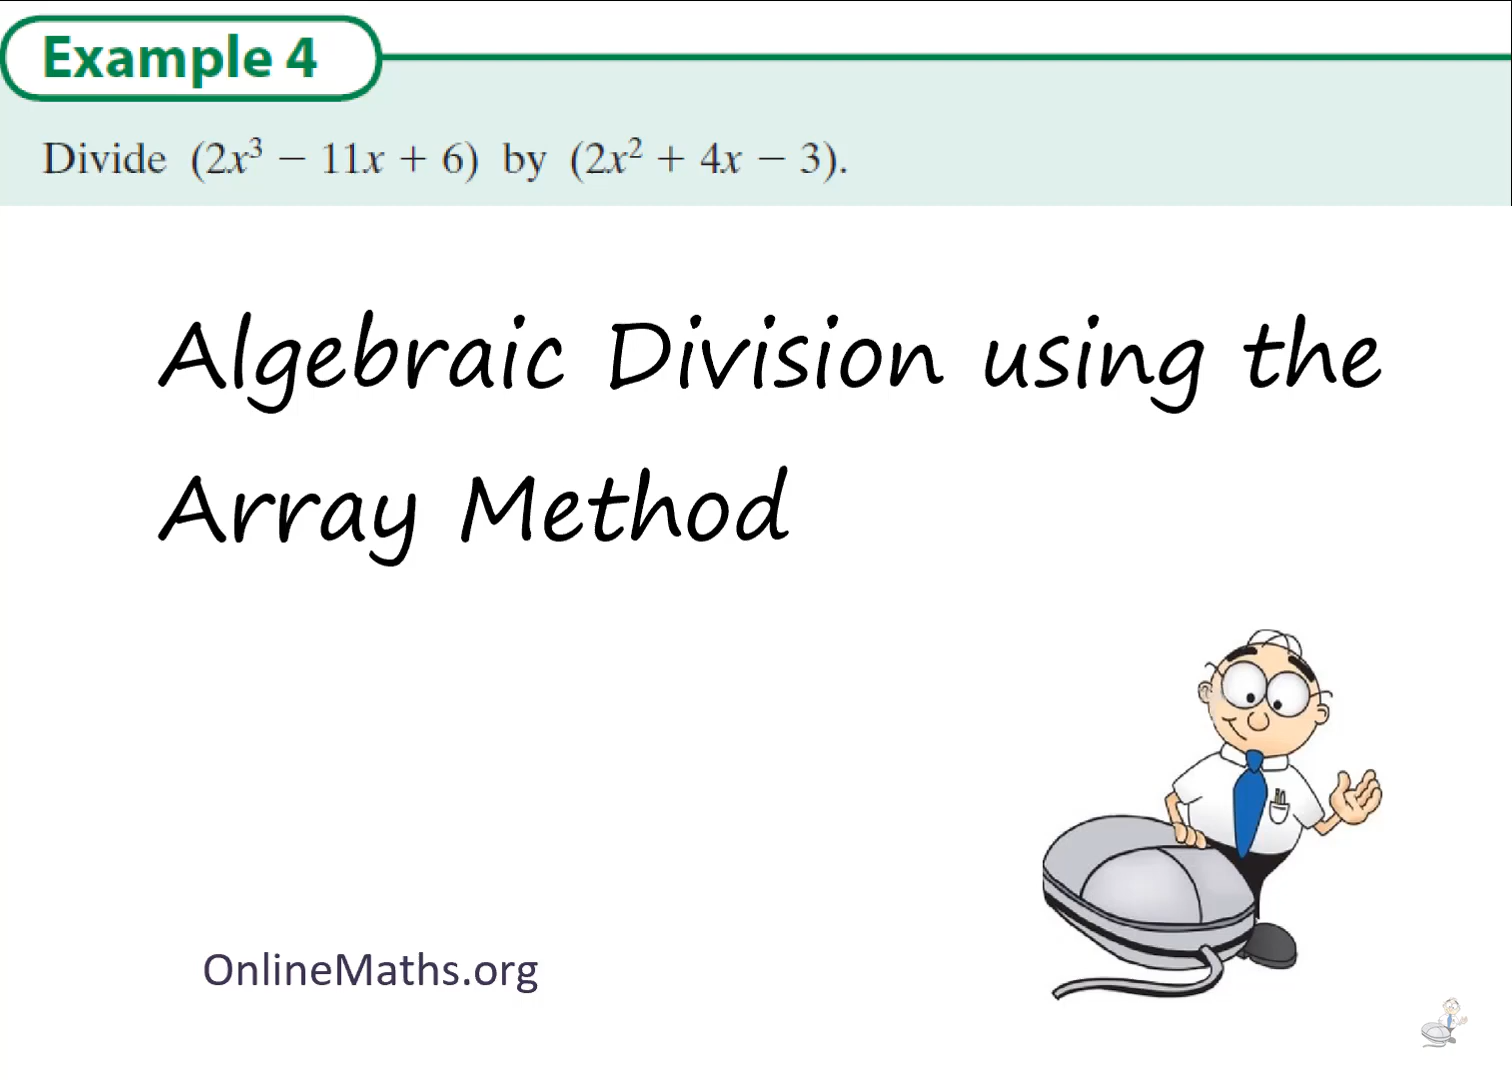 Example 4
Divide (2x³ − 11x + 6) by (2x² + 4x − 3).
Algebraic Division using the
Array Method
OnlineMaths.org